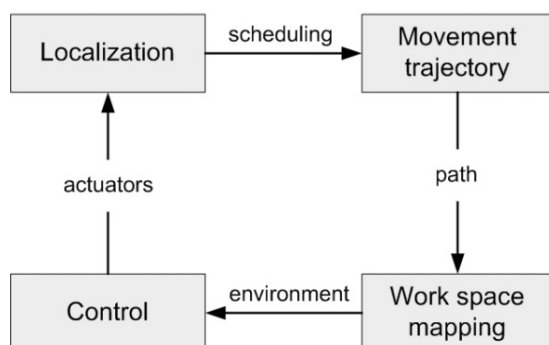 Localization
scheduling
Movement
trajectory
actuators
path
Control
environment
Work space
mapping